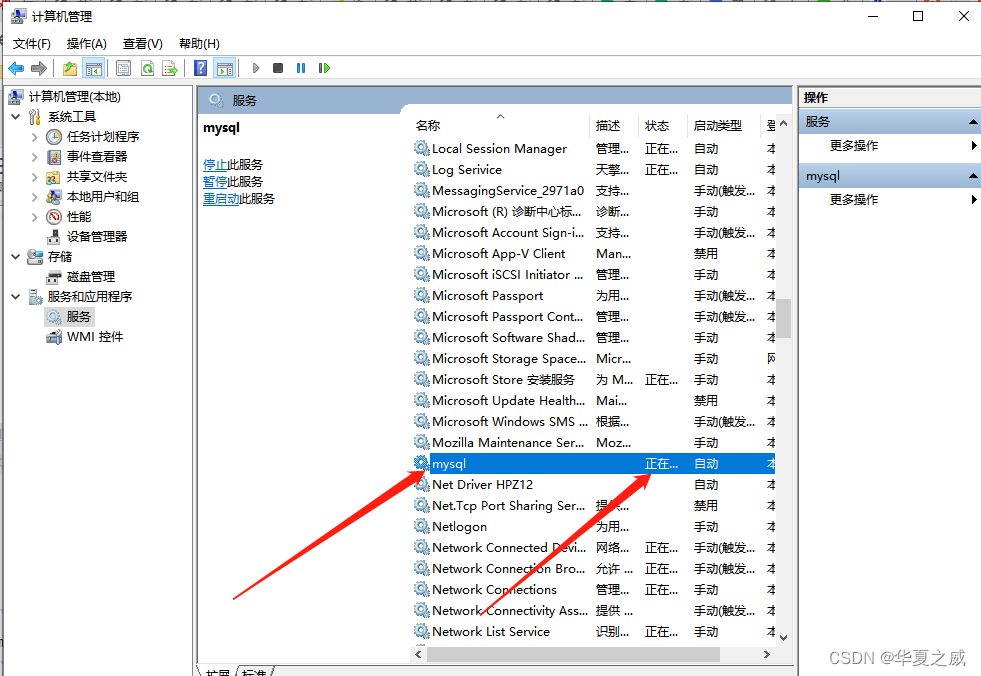 计算机管理
文件(F) 操作(A) 查看(V) 帮助(H)
计算机管理(本地)
系统工具
任务计划程序
事件查看器
共享文件夹
本地用户和组
性能
设备管理器
存储
磁盘管理
服务和应用程序
服务
WMI 控件
服务
mysql
停止此服务
暂停此服务
重启动此服务
名称 描述 状态 启动类型
Local Session Manager 管理... 正在... 自动 本
Log Serivice 天擎... 正在... 自动 本
MessagingService_2971a0 支持... 手动(触发... 本
Microsoft (R) 诊断中心标... 诊断... 手动 本
Microsoft Account Sign-i... 支持... 手动(触发... 本
Microsoft App-V Client Man... 禁用 本
Microsoft iSCSI Initiator ... 管理... 手动 本
Microsoft Passport 为用... 手动(触发... 本
Microsoft Passport Cont... 管理... 手动(触发... 本
Microsoft Software Shad... 管理... 手动 本
Microsoft Storage Space... Micr... 手动 网
Microsoft Store 安装服务 为 M... 正在... 手动 本
Microsoft Update Health... Mai... 禁用 本
Microsoft Windows SMS ... 根据... 手动(触发... 本
Mozilla Maintenance Ser... Moz... 手动 本
mysql 正在... 自动 本
Net Driver HPZ12 自动 本
Net.Tcp Port Sharing Ser... 提供... 禁用 本
Netlogon 为用... 手动 本
Network Connected Devi... 网络... 正在... 手动(触发... 本
Network Connection Bro... 允许 ... 正在... 手动(触发... 本
Network Connections 管理... 正在... 手动 本
Network Connectivity Ass... 提供 ... 手动(触发... 本
Network List Service 识别... 正在... 手动 本
扩展 标准
操作
服务
更多操作
mysql
更多操作
CSDN @华夏之威